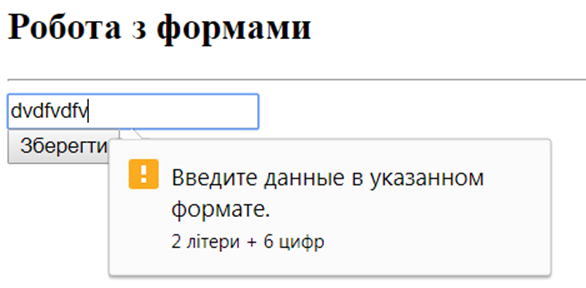 Робота з формами
dvdfvdfv
Зберегти
Введите данные в указанном
формате.
2 літери + 6 цифр